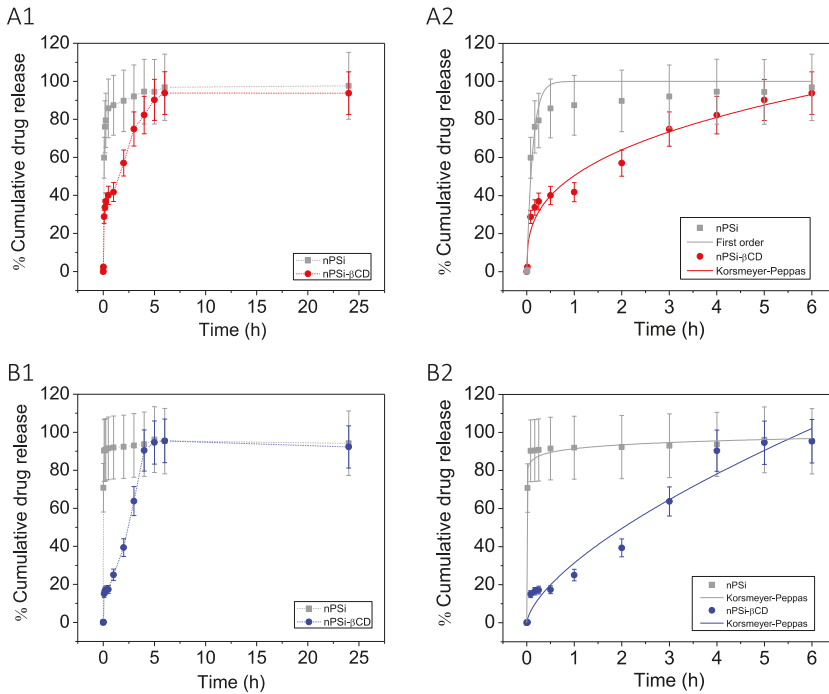 A1
% Cumulative drug release
120
100
80
60
40
20
0
0
5
10
15
20
25
Time (h)
nPSi
nPSi-βCD
A2
% Cumulative drug release
120
100
80
60
40
20
0
0
1
2
3
4
5
6
Time (h)
nPSi
First order
nPSi-βCD
Korsmeyer-Peppas
B1
% Cumulative drug release
120
100
80
60
40
20
0
0
5
10
15
20
25
Time (h)
nPSi
nPSi-βCD
B2
% Cumulative drug release
120
100
80
60
40
20
0
0
1
2
3
4
5
6
Time (h)
nPSi
Korsmeyer-Peppas
nPSi-βCD
Korsmeyer-Peppas